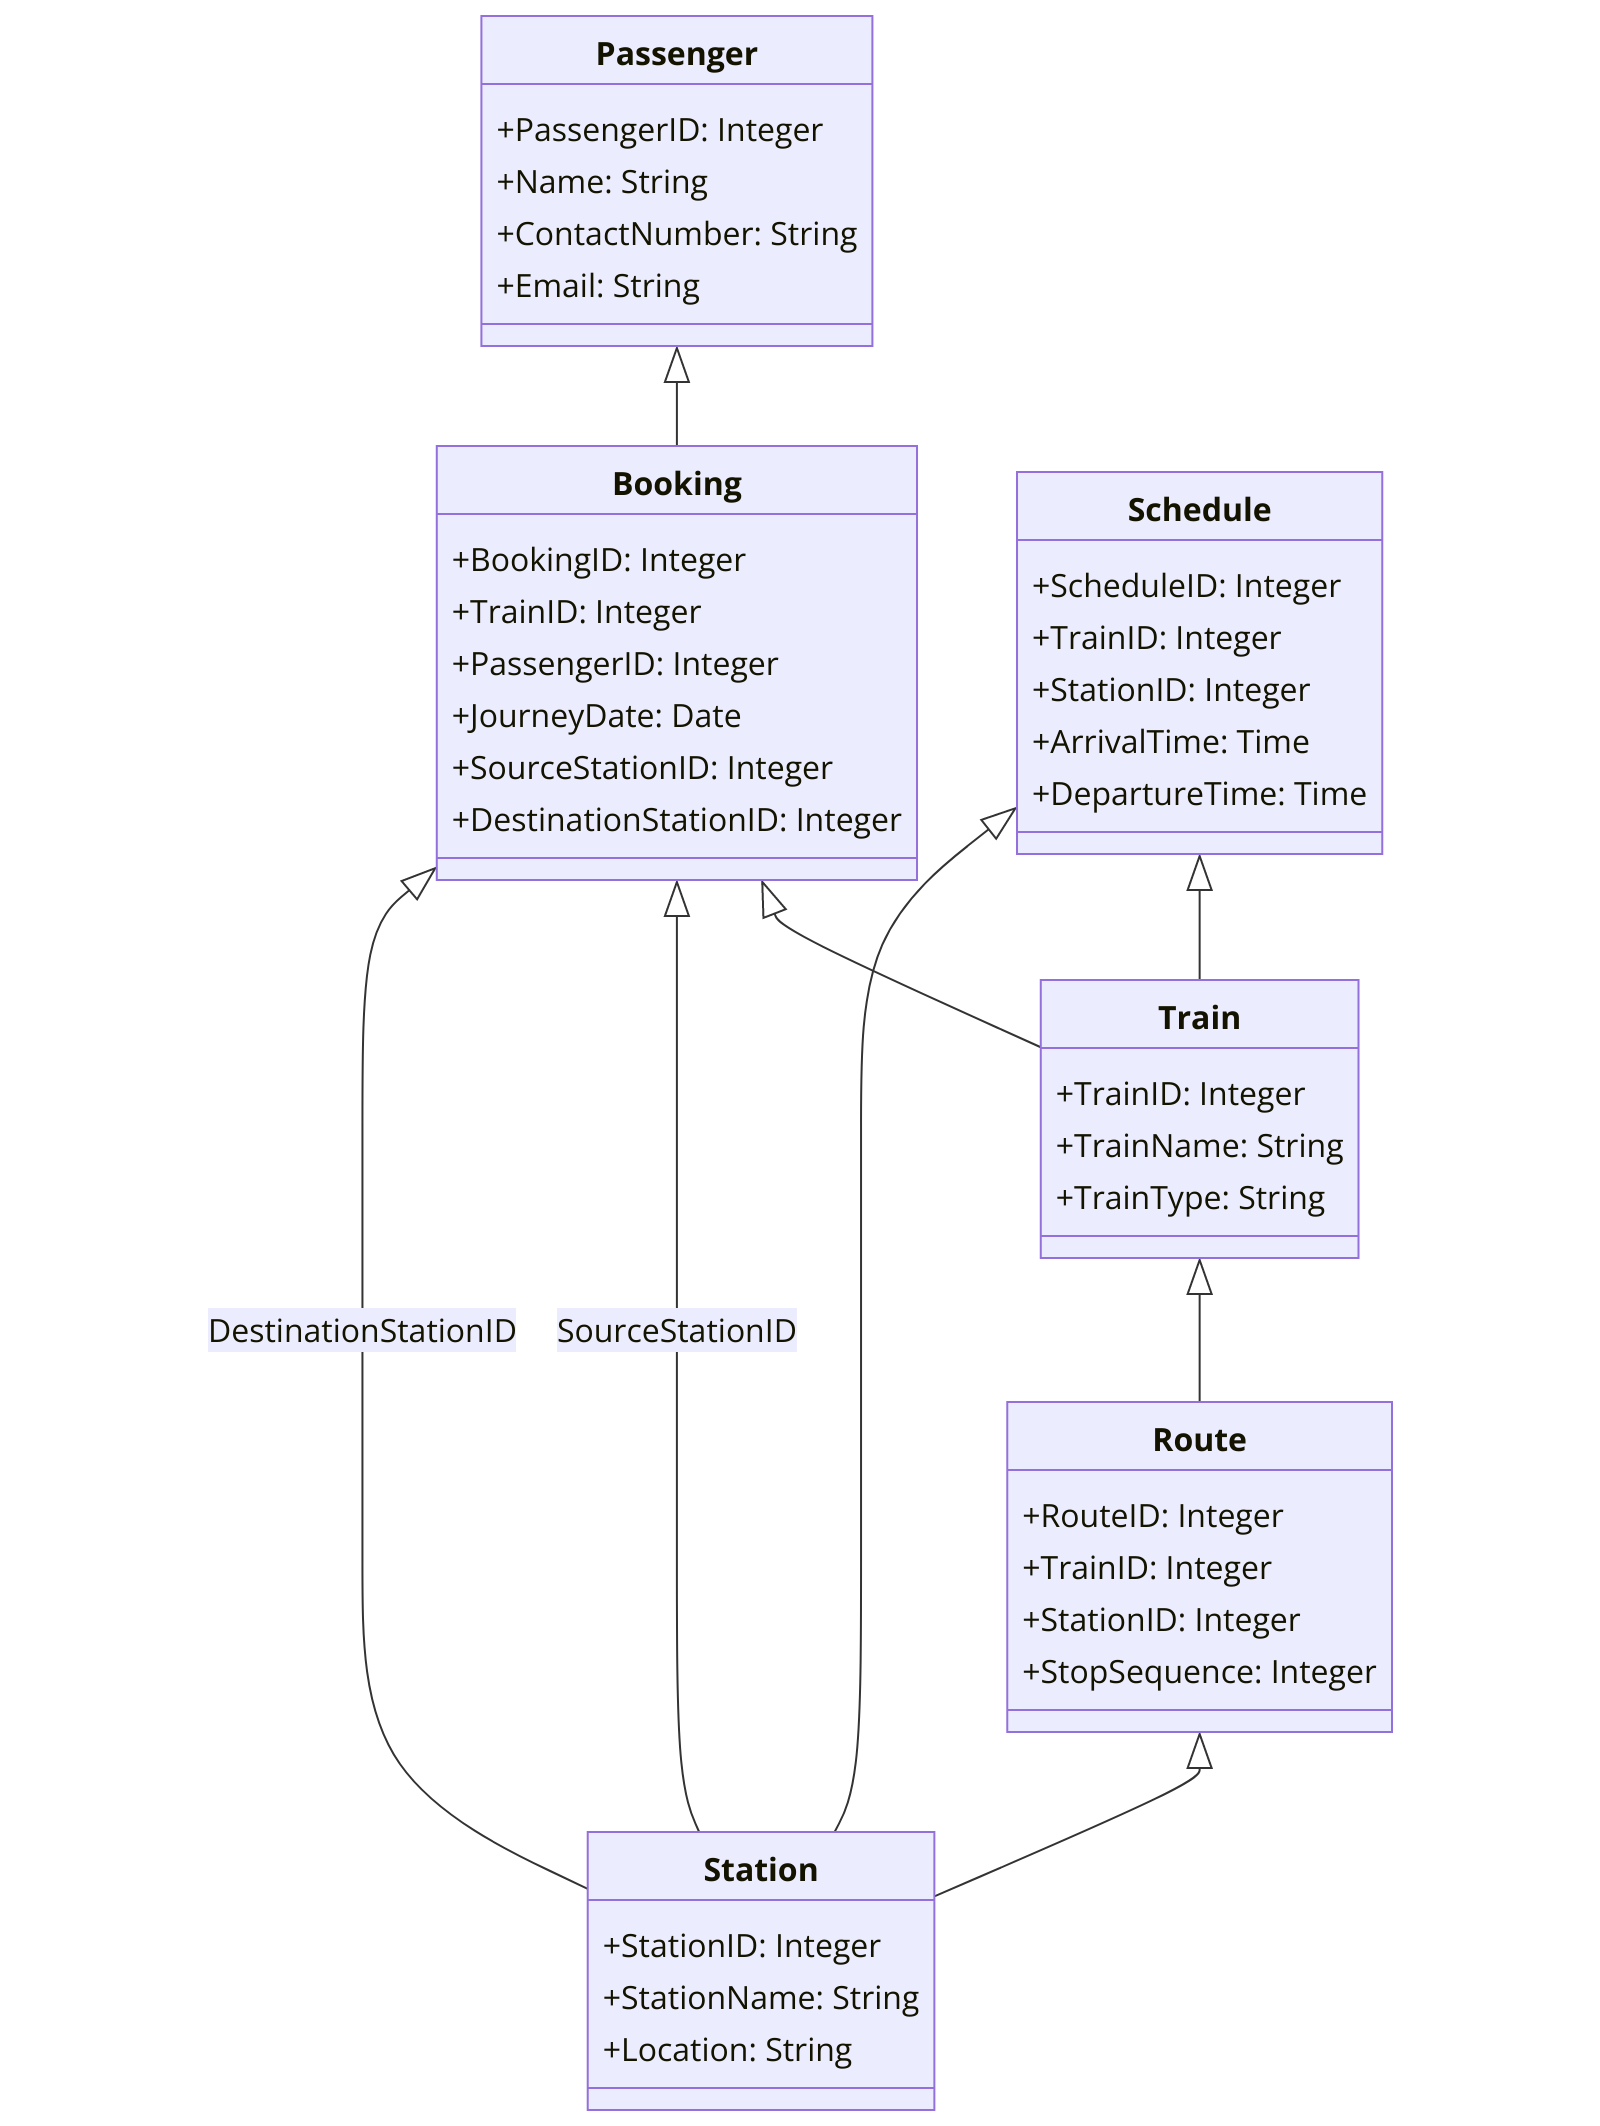 Passenger
+PassengerID: Integer
+Name: String
+ContactNumber: String
+Email: String
Booking
+BookingID: Integer
+TrainID: Integer
+PassengerID: Integer
+JourneyDate: Date
+SourceStationID: Integer
+DestinationStationID: Integer
Schedule
+ScheduleID: Integer
+TrainID: Integer
+StationID: Integer
+ArrivalTime: Time
+DepartureTime: Time
Train
+TrainID: Integer
+TrainName: String
+TrainType: String
DestinationStationID
SourceStationID
Route
+RouteID: Integer
+TrainID: Integer
+StationID: Integer
+StopSequence: Integer
Station
+StationID: Integer
+StationName: String
+Location: String